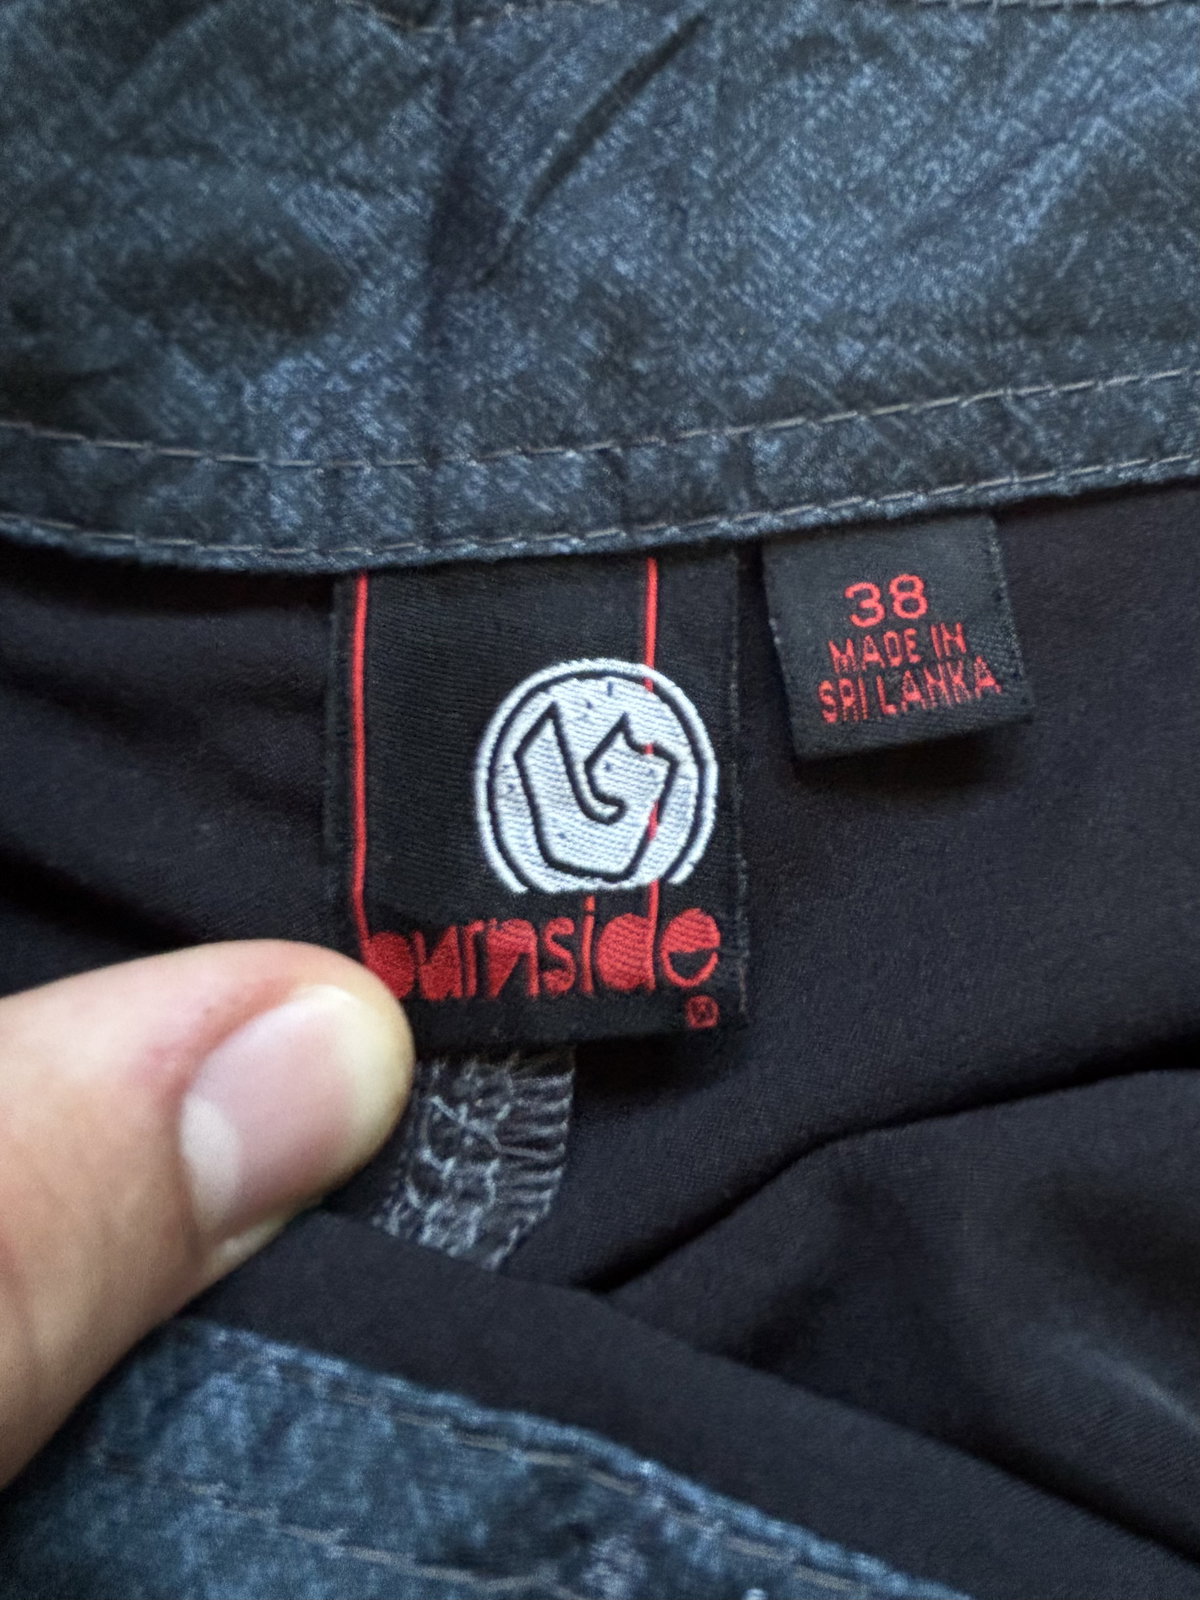 burnside
®
38
MADE IN
SRI LANKA